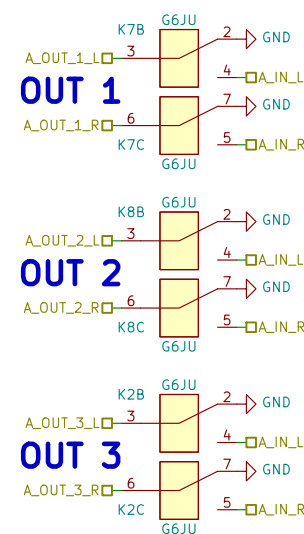 K7B G6JU
2 GND
A_OUT_1_L 3
4 A_IN_L
OUT 1
7 GND
A_OUT_1_R 6
5 A_IN_R
K7C G6JU
K8B G6JU
2 GND
A_OUT_2_L 3
4 A_IN_L
OUT 2
7 GND
A_OUT_2_R 6
5 A_IN_R
K8C G6JU
K2B G6JU
2 GND
A_OUT_3_L 3
4 A_IN_L
OUT 3
7 GND
A_OUT_3_R 6
5 A_IN_R
K2C G6JU